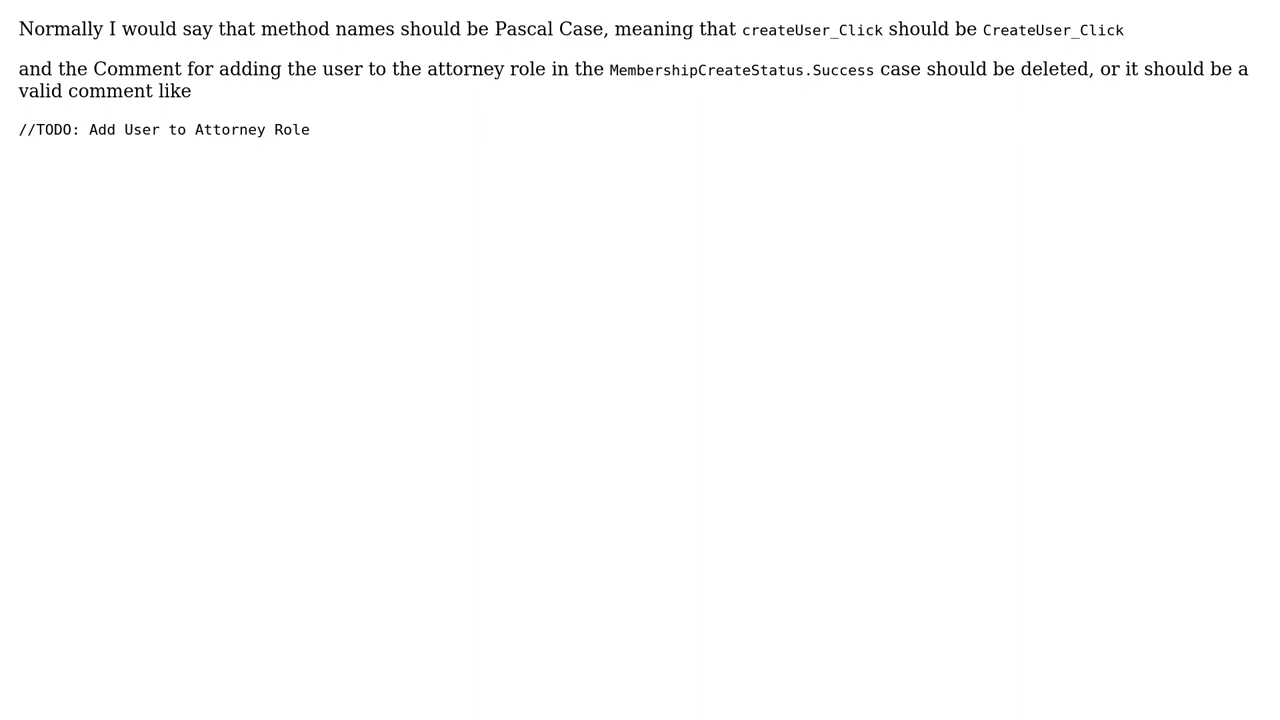 Normally I would say that method names should be Pascal Case, meaning that createUser_Click should be CreateUser_Click
and the Comment for adding the user to the attorney role in the MembershipCreateStatus.Success case should be deleted, or it should be a
valid comment like
//TODO: Add User to Attorney Role